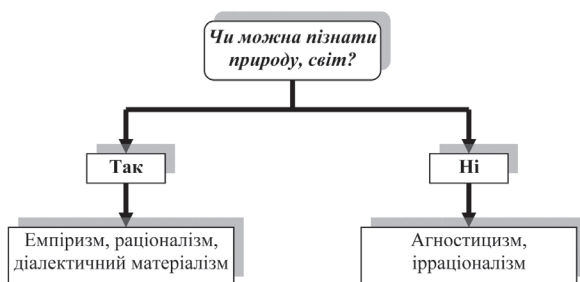 Чи можна пізнати
природу, світ?
Так
Ні
Емпіризм, раціоналізм,
діалектичний матеріалізм
Агностицизм,
ірраціоналізм